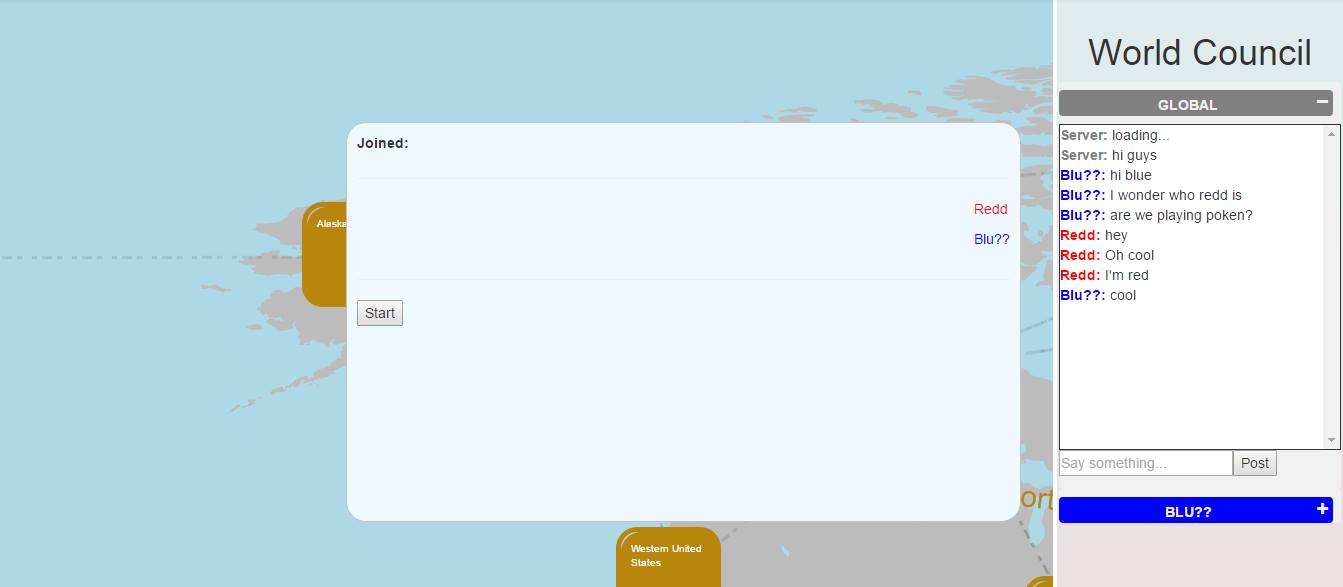 World Council
GLOBAL
Server: loading...
Server: hi guys
Blu??: hi blue
Blu??: I wonder who redd is
Blu??: are we playing poken?
Redd: hey
Redd: Oh cool
Redd: I'm red
Blu??: cool
Say something...
Post
BLU??
Joined:
Redd
Blu??
Start
Alaska
Western United
States
ort